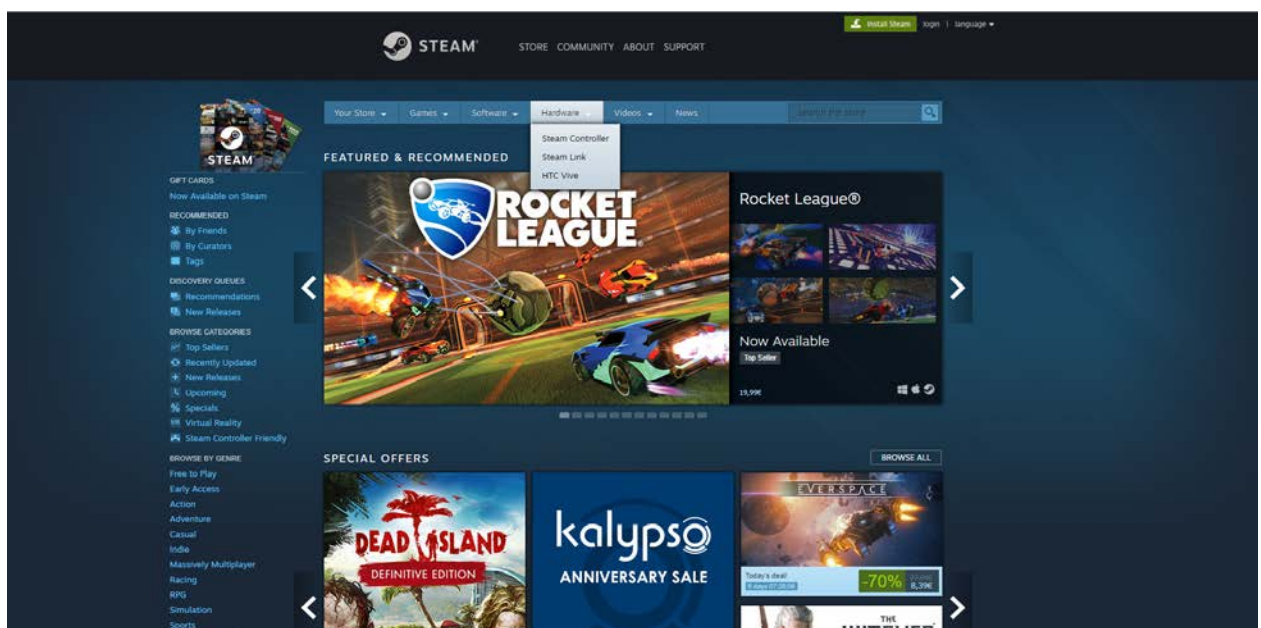 Install Steam login | language
STEAM STORE COMMUNITY ABOUT SUPPORT
Your Store Games Software Hardware Videos News
Steam Controller
Steam Link
HTC Vive
STEAM
GIFT CARDS
Now Available on Steam
RECOMMENDED
By Friends
By Curators
Tags
DISCOVERY QUEUES
Recommendations
New Releases
BROWSE CATEGORIES
Top Sellers
Recently Updated
New Releases
Upcoming
Specials
Virtual Reality
Steam Controller Friendly
BROWSE BY GENRE
Free to Play
Early Access
Action
Adventure
Casual
Indie
Massively Multiplayer
Racing
RPG
Simulation
Sports
FEATURED & RECOMMENDED
ROCKET
LEAGUE
Rocket League®
Now Available
Top Seller
19,99€
SPECIAL OFFERS
BROWSE ALL
DEAD ISLAND
DEFINITIVE EDITION
kalypso
ANNIVERSARY SALE
EVERSPACE
Today's deal!
-70%
8,39€
THE
WITCHER